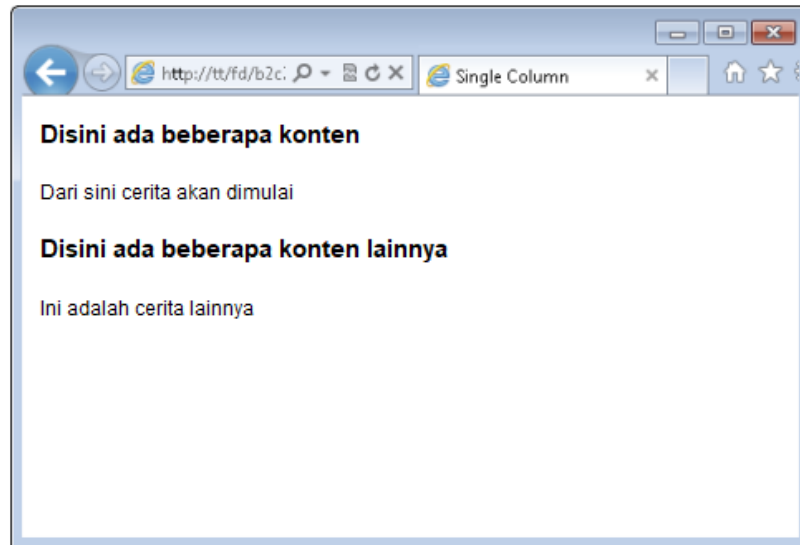 http://tt/fd/b2c
Single Column
Disini ada beberapa konten
Dari sini cerita akan dimulai
Disini ada beberapa konten lainnya
Ini adalah cerita lainnya